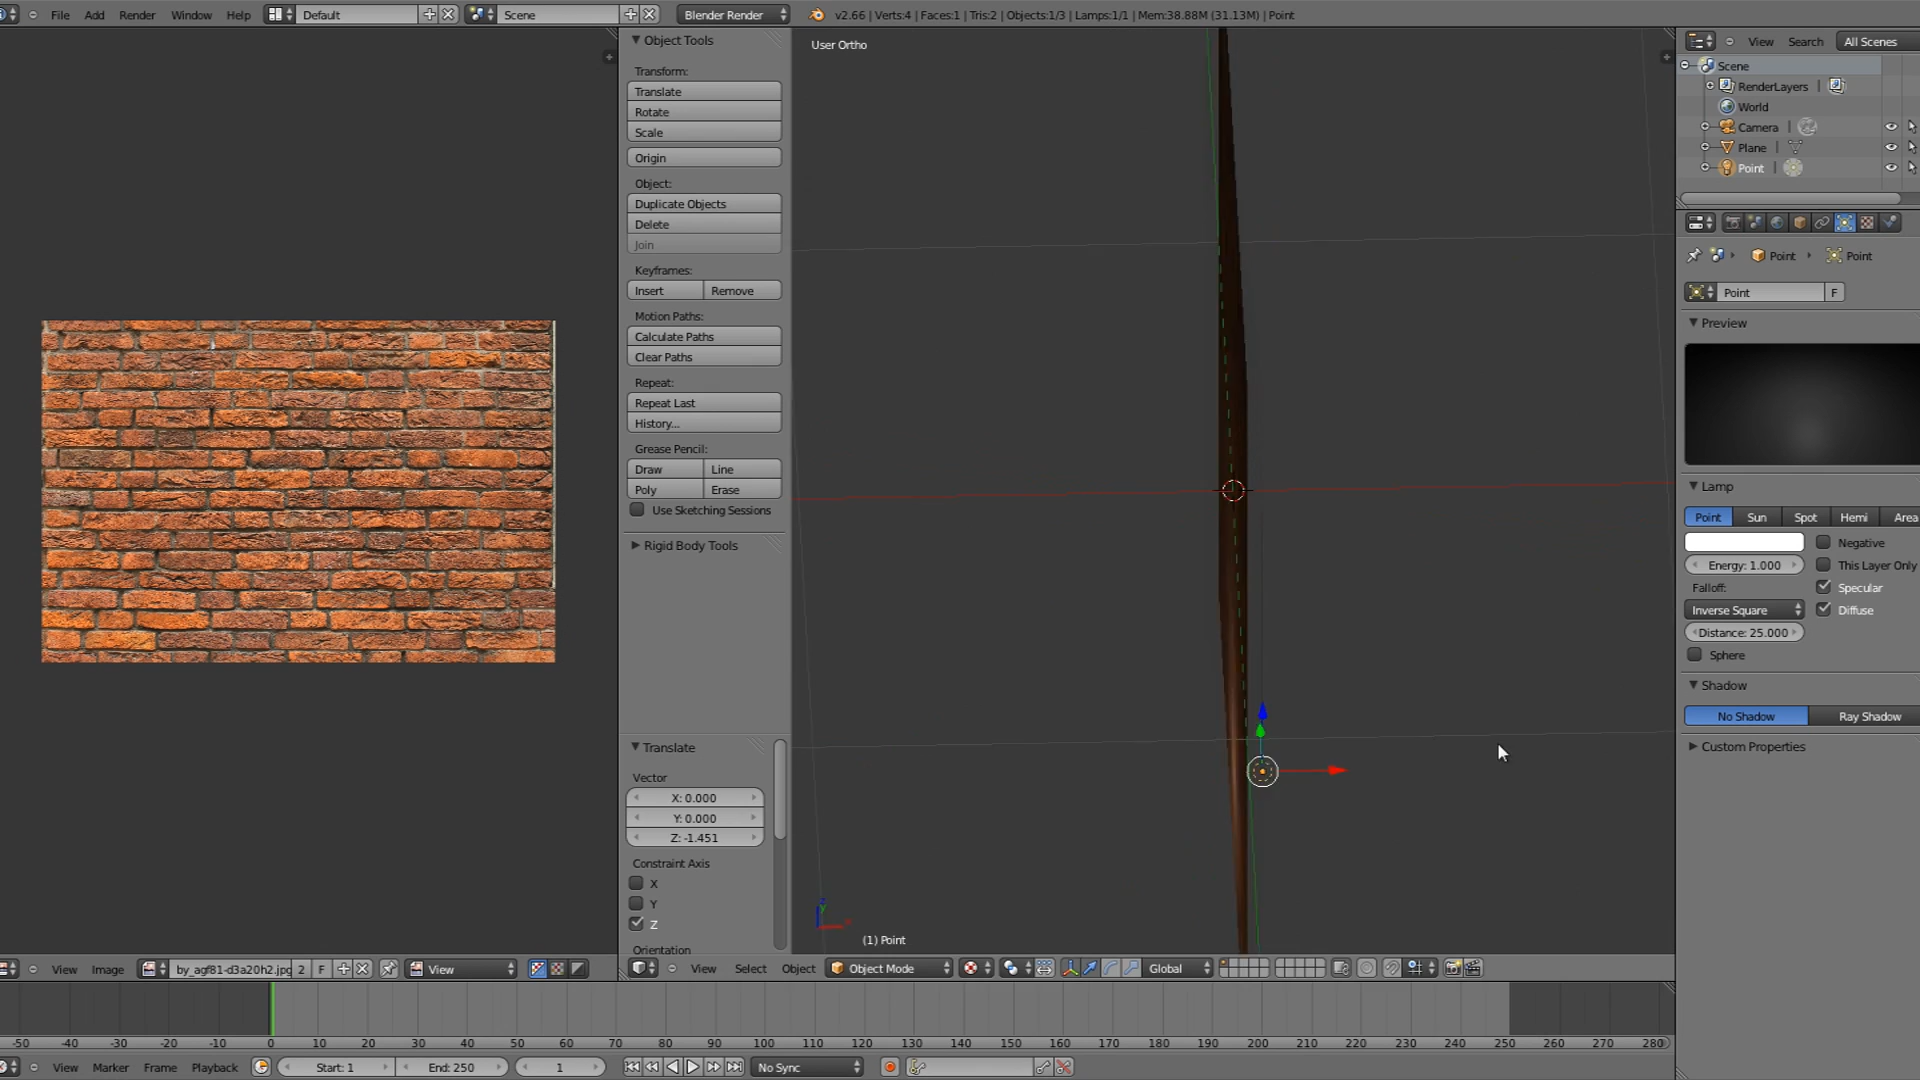 File Add Render Window Help Default Scene Blender Render v2.66 | Verts:4 | Faces:1 | Tris:2 | Objects:1/3 | Lamps:1/1 | Mem:38.88M (31.13M) | Point
Object Tools
Transform:
Translate
Rotate
Scale
Origin
Object:
Duplicate Objects
Delete
Join
Keyframes:
Insert Remove
Motion Paths:
Calculate Paths
Clear Paths
Repeat:
Repeat Last
History...
Grease Pencil:
Draw Line
Poly Erase
Use Sketching Sessions
Rigid Body Tools
Translate
Vector
X: 0.000
Y: 0.000
Z: -1.451
Constraint Axis
X
Y
Z
Orientation
User Ortho
(1) Point
View Search All Scenes
Scene
RenderLayers
World
Camera
Plane
Point
Point Point
Point F
Preview
Lamp
Point Sun Spot Hemi Area
Negative
Energy: 1.000 This Layer Only
Falloff: Specular
Inverse Square Diffuse
Distance: 25.000
Sphere
Shadow
No Shadow Ray Shadow
Custom Properties
View Image by_agf81-d3a20h2.jpg 2 F View
View Select Object Object Mode Global
-50 -40 -30 -20 -10 0 10 20 30 40 50 60 70 80 90 100 110 120 130 140 150 160 170 180 190 200 210 220 230 240 250 260 270 280
View Marker Frame Playback Start: 1 End: 250 1 No Sync